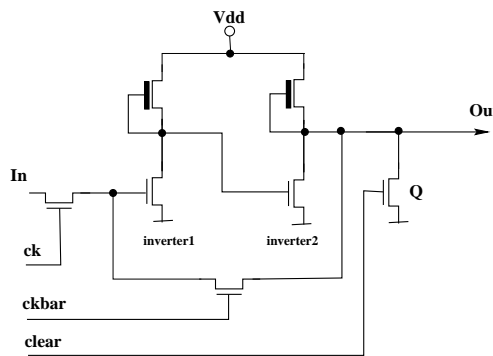 Vdd
Ou
In
Q
inverter1
inverter2
ck
ckbar
clear